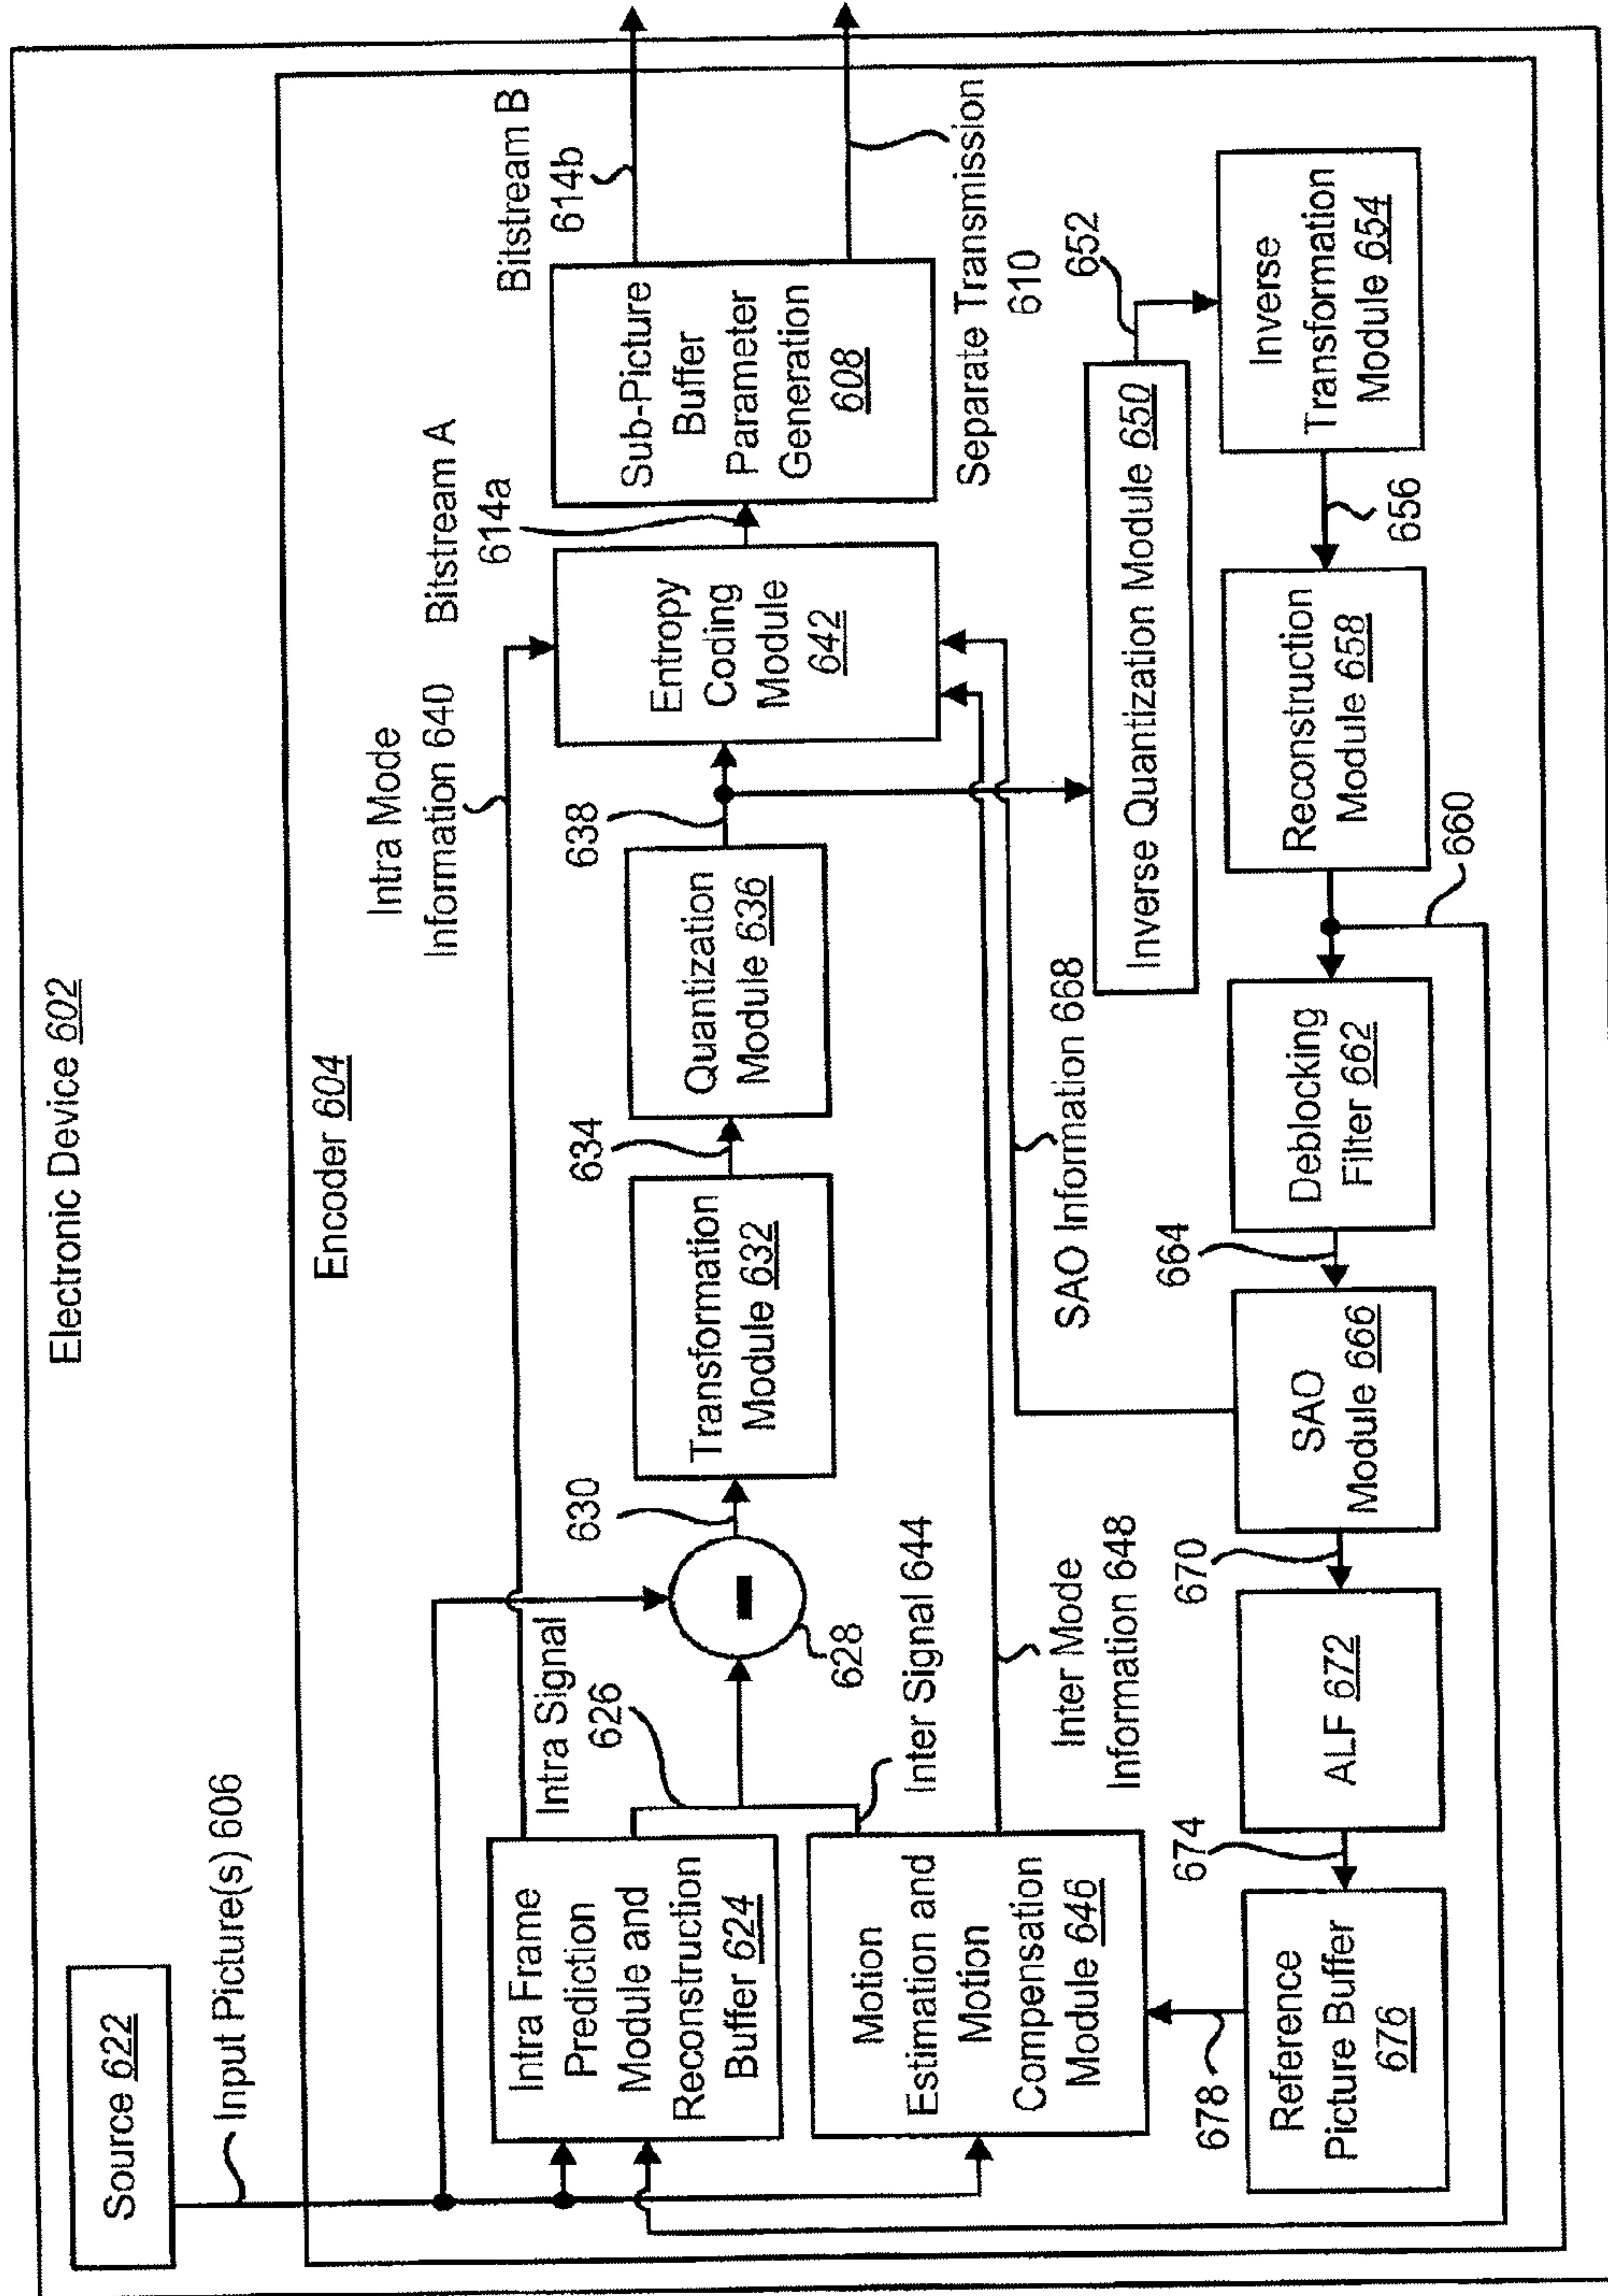 Electronic Device 602
Source 622
Input Picture(s) 606
Encoder 604
Intra Mode
Information 640
Bitstream A
614a
Bitstream B
614b
Intra Frame
Prediction
Module and
Reconstruction
Buffer 624
Intra Signal
626
628
630
Transformation
Module 632
634
Quantization
Module 636
638
Entropy
Coding
Module
642
Sub-Picture
Buffer
Parameter
Generation
608
Separate Transmission
610
Motion
Estimation and
Motion
Compensation
Module 646
Inter Signal 644
Inter Mode
Information 648
SAO Information 668
Inverse Quantization Module 650
652
678
Reference
Picture Buffer
676
674
ALF 672
670
SAO
Module 666
664
Deblocking
Filter 662
660
Reconstruction
Module 658
656
Inverse
Transformation
Module 654